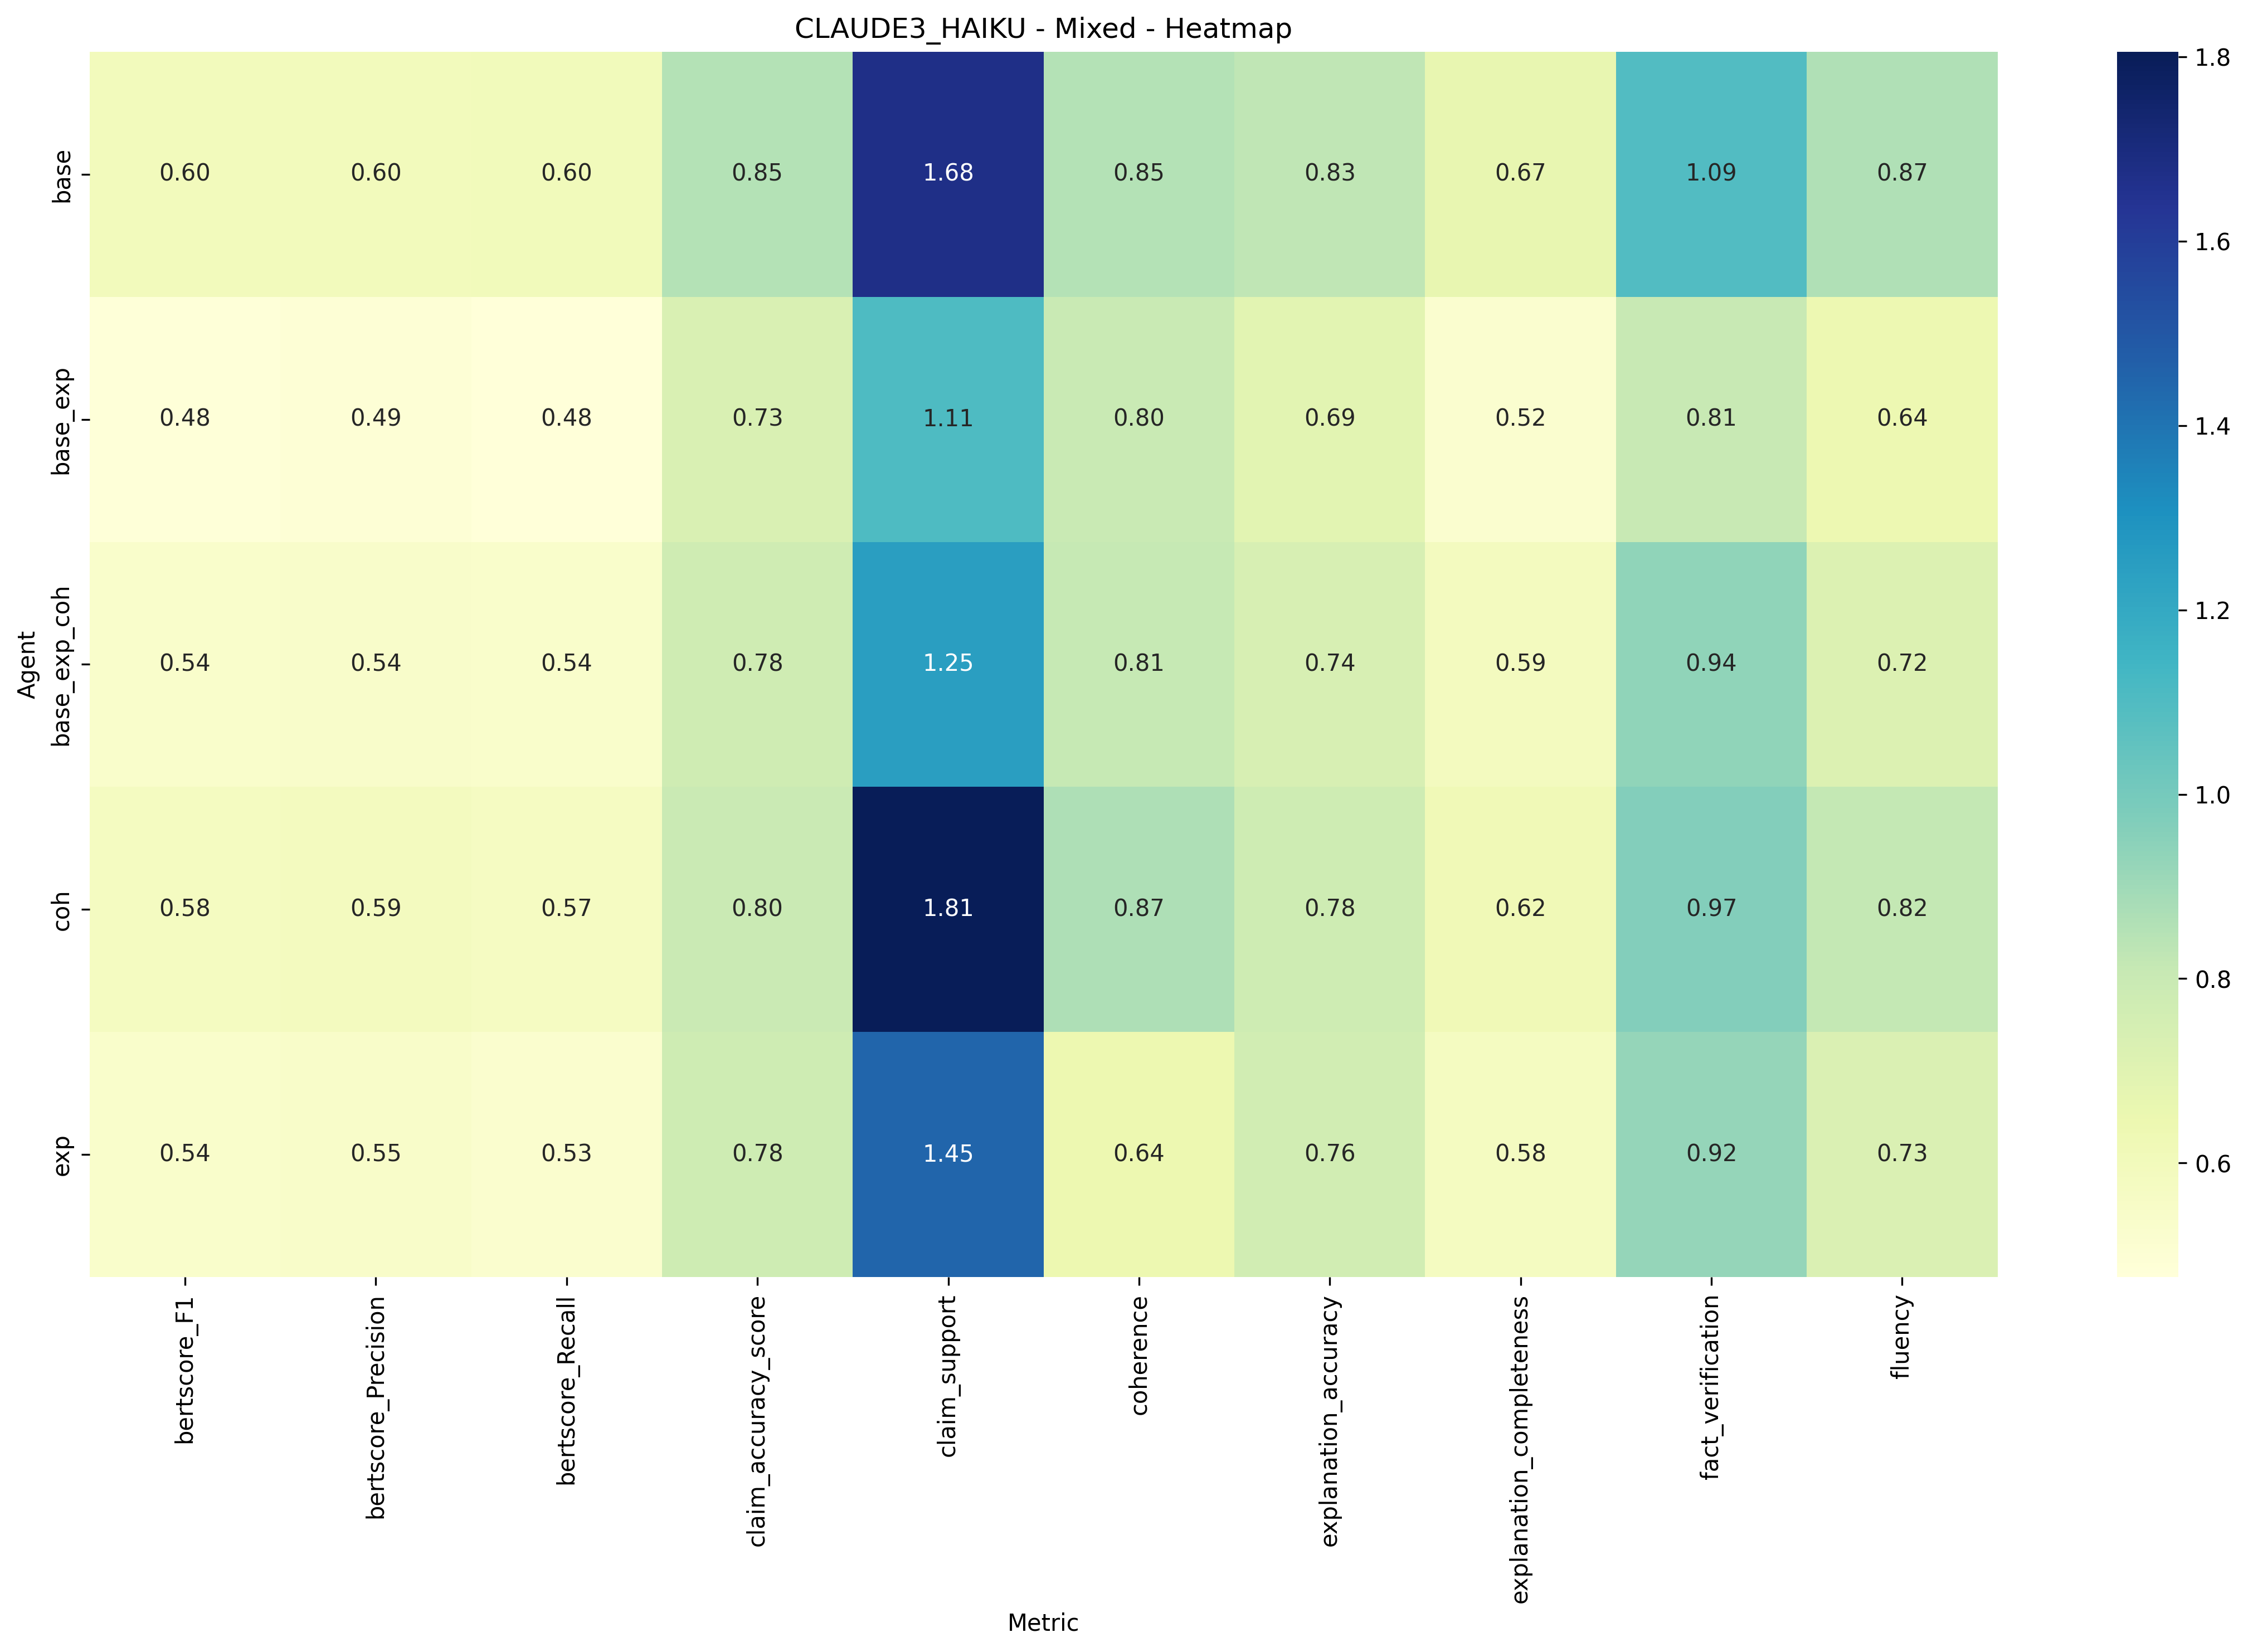 CLAUDE3_HAIKU - Mixed - Heatmap
Agent
base 0.60 0.60 0.60 0.85 1.68 0.85 0.83 0.67 1.09 0.87
base_exp 0.48 0.49 0.48 0.73 1.11 0.80 0.69 0.52 0.81 0.64
base_exp_coh 0.54 0.54 0.54 0.78 1.25 0.81 0.74 0.59 0.94 0.72
coh 0.58 0.59 0.57 0.80 1.81 0.87 0.78 0.62 0.97 0.82
exp 0.54 0.55 0.53 0.78 1.45 0.64 0.76 0.58 0.92 0.73
bertscore_F1
bertscore_Precision
bertscore_Recall
claim_accuracy_score
claim_support
coherence
explanation_accuracy
explanation_completeness
fact_verification
fluency
Metric
1.8
1.6
1.4
1.2
1.0
0.8
0.6